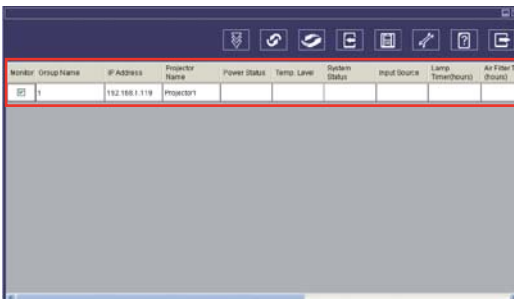 Monitor Group Name IP Address Projector Name Power Status Temp. Level System Status Input Source Lamp Timer(hours) Air Filter T (hours)
1 192.168.1.119 Projector1